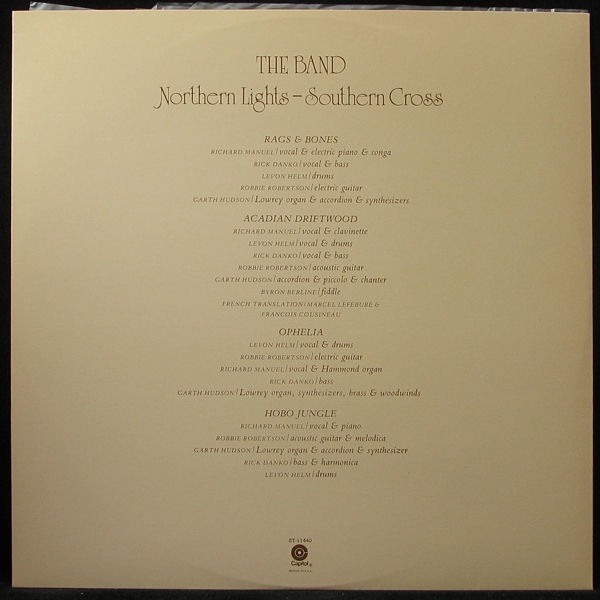 THE BAND
Northern Lights – Southern Cross
RAGS & BONES
RICHARD MANUEL / vocal & electric piano & conga
RICK DANKO / vocal & bass
LEVON HELM / drums
ROBBIE ROBERTSON / electric guitar
GARTH HUDSON / Lowrey organ & accordion & synthesizers
ACADIAN DRIFTWOOD
RICHARD MANUEL / vocal & clavinette
LEVON HELM / vocal & drums
RICK DANKO / vocal & bass
ROBBIE ROBERTSON / acoustic guitar
GARTH HUDSON / accordion & piccolo & chanter
BYRON BERLINE / fiddle
FRENCH TRANSLATION / MARCEL LEFEBURE &
FRANCOIS COUSINEAU
OPHELIA
LEVON HELM / vocal & drums
ROBBIE ROBERTSON / electric guitar
RICHARD MANUEL / vocal & Hammond organ
RICK DANKO / bass
GARTH HUDSON / Lowrey organ, synthesizers, brass & woodwinds
HOBO JUNGLE
RICHARD MANUEL / vocal & piano
ROBBIE ROBERTSON / acoustic guitar & melodica
GARTH HUDSON / Lowrey organ & accordion & synthesizer
RICK DANKO / bass & harmonica
LEVON HELM / drums
ST-11440
Capitol ®